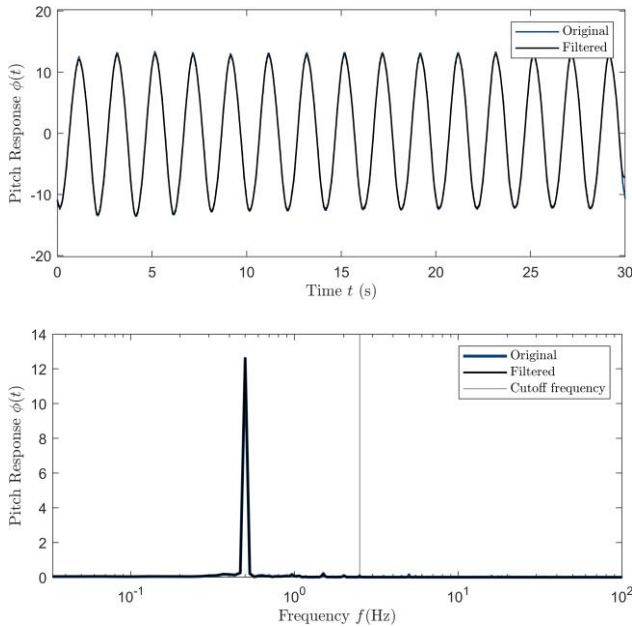 20
10
0
-10
-20
Pitch Response ϕ(t)
Original
Filtered
0 5 10 15 20 25 30
Time t (s)
14
12
10
8
6
4
2
0
Pitch Response ϕ(t)
Original
Filtered
Cutoff frequency
10⁻¹ 10⁰ 10¹ 10²
Frequency f(Hz)